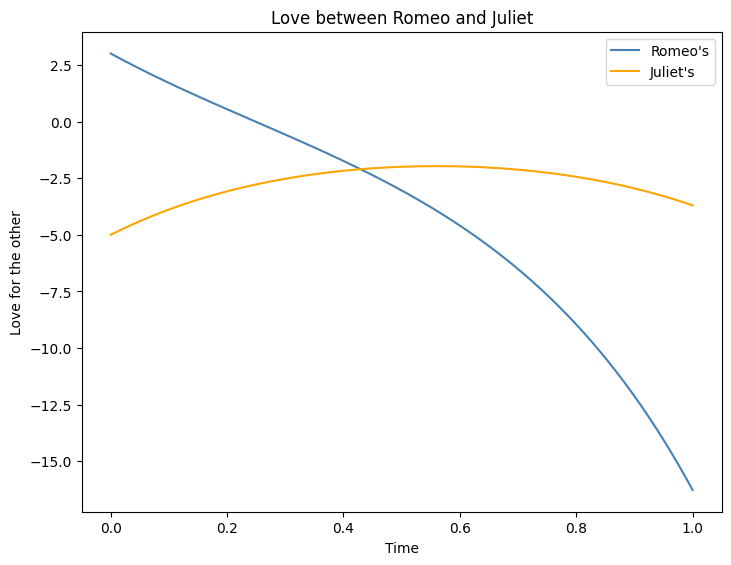 Love between Romeo and Juliet
Romeo's
Juliet's
2.5
0.0
−2.5
−5.0
−7.5
−10.0
−12.5
−15.0
Love for the other
0.0 0.2 0.4 0.6 0.8 1.0
Time